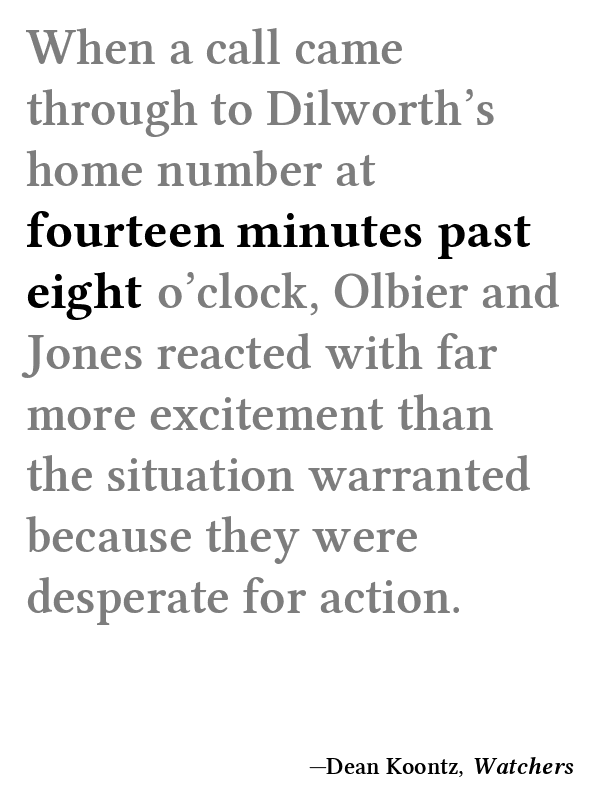 When a call came
through to Dilworth’s
home number at
fourteen minutes past
eight o’clock, Olbier and
Jones reacted with far
more excitement than
the situation warranted
because they were
desperate for action.
—Dean Koontz, Watchers